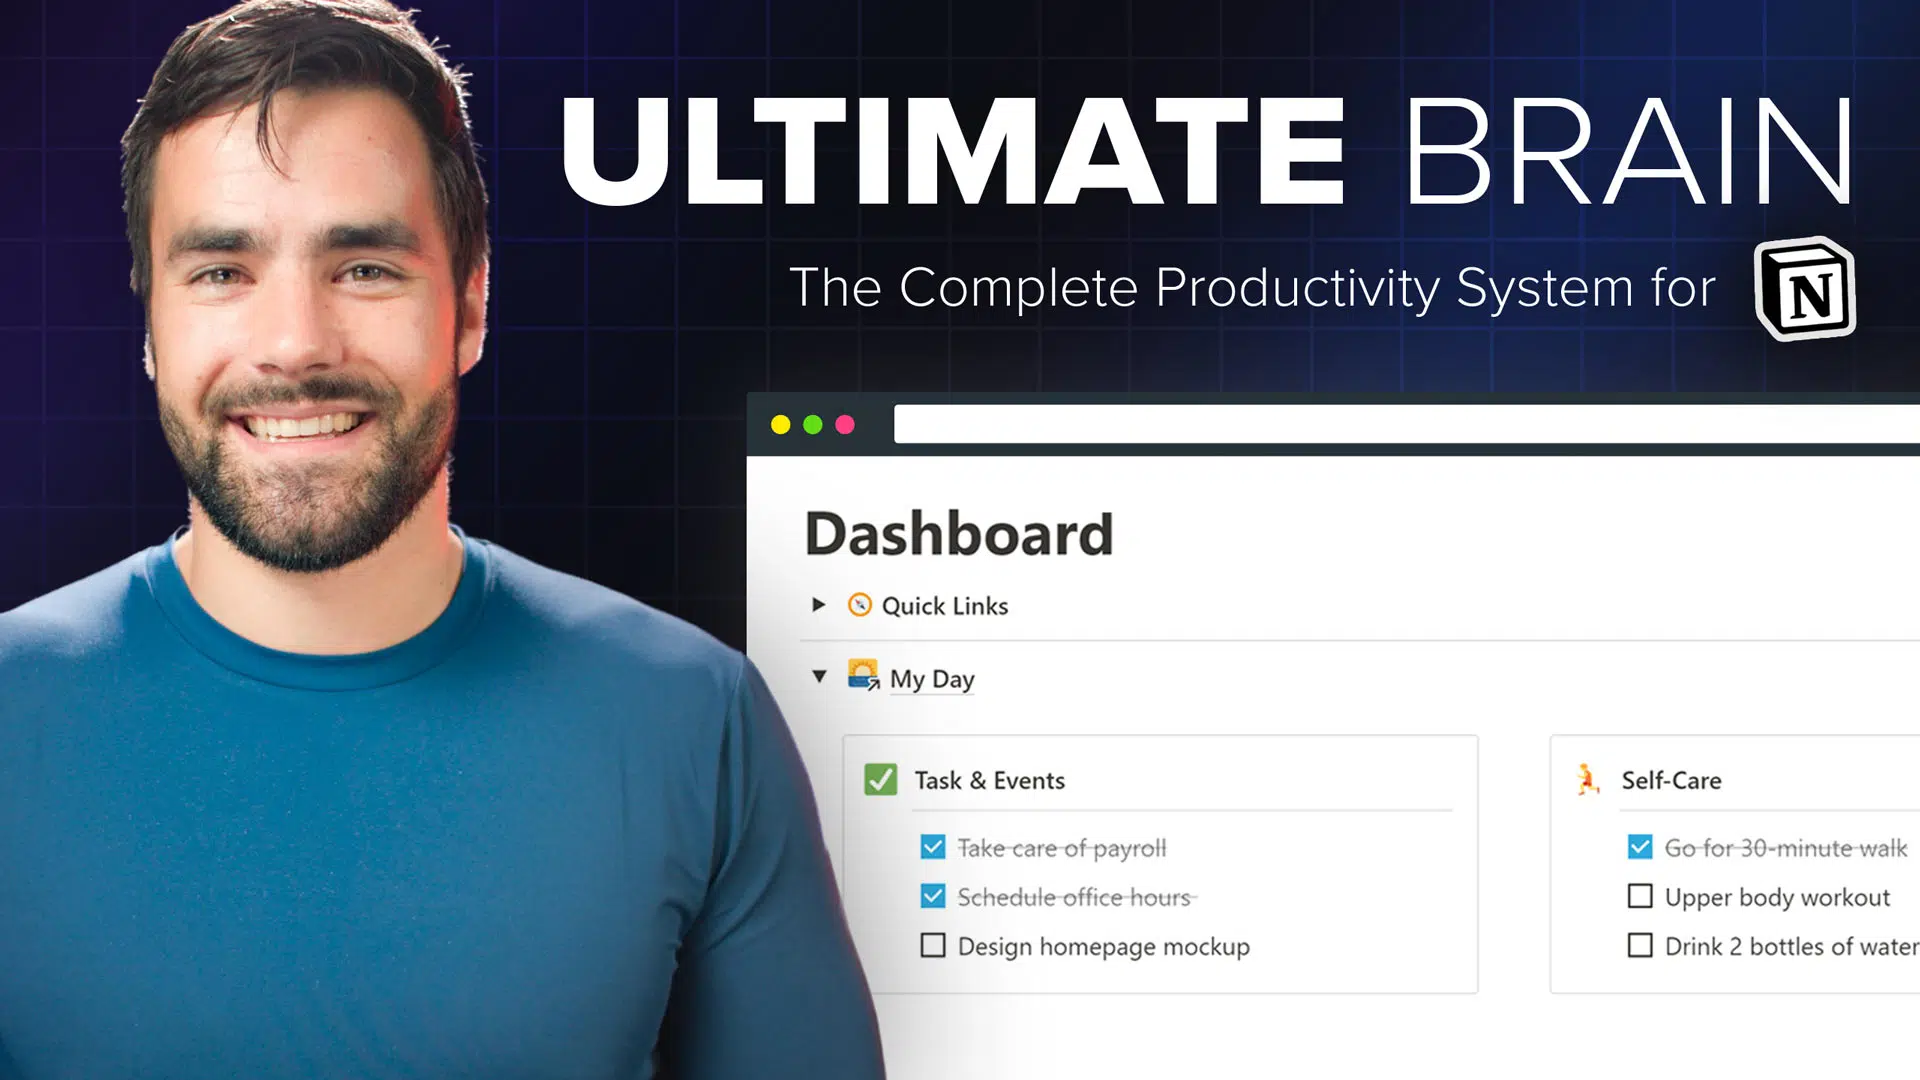 ULTIMATE BRAIN
The Complete Productivity System for
N
Dashboard
Quick Links
My Day
Task & Events
Take care of payroll
Schedule office hours
Design homepage mockup
Self-Care
Go for 30-minute walk
Upper body workout
Drink 2 bottles of water